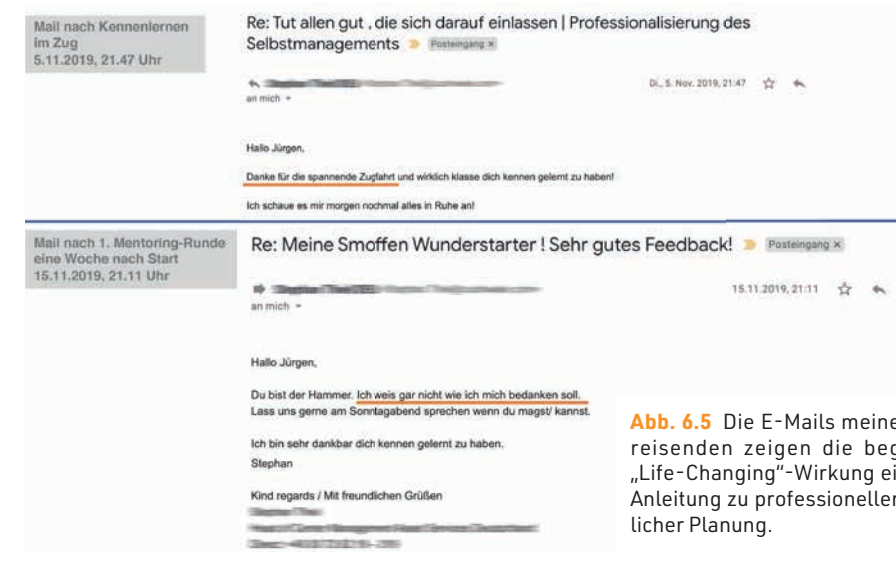 Mail nach Kennenlernen
im Zug
5.11.2019, 21.47 Uhr
Re: Tut allen gut , die sich darauf einlassen | Professionalisierung des
Selbstmanagements Posteingang ×
Di., 5. Nov. 2019, 21:47
an mich
Hallo Jürgen,
Danke für die spannende Zugfahrt und wirklich klasse dich kennen gelernt zu haben!
Ich schaue es mir morgen nochmal alles in Ruhe an!
Mail nach 1. Mentoring-Runde
eine Woche nach Start
15.11.2019, 21.11 Uhr
Re: Meine Smoffen Wunderstarter ! Sehr gutes Feedback! Posteingang ×
15.11.2019, 21:11
an mich
Hallo Jürgen,
Du bist der Hammer. Ich weis gar nicht wie ich mich bedanken soll.
Lass uns gerne am Sonntagabend sprechen wenn du magst/ kannst.
Ich bin sehr dankbar dich kennen gelernt zu haben.
Stephan
Kind regards / Mit freundlichen Grüßen
Abb. 6.5 Die E-Mails meine
reisenden zeigen die beg
„Life-Changing“-Wirkung ei
Anleitung zu professioneller
licher Planung.